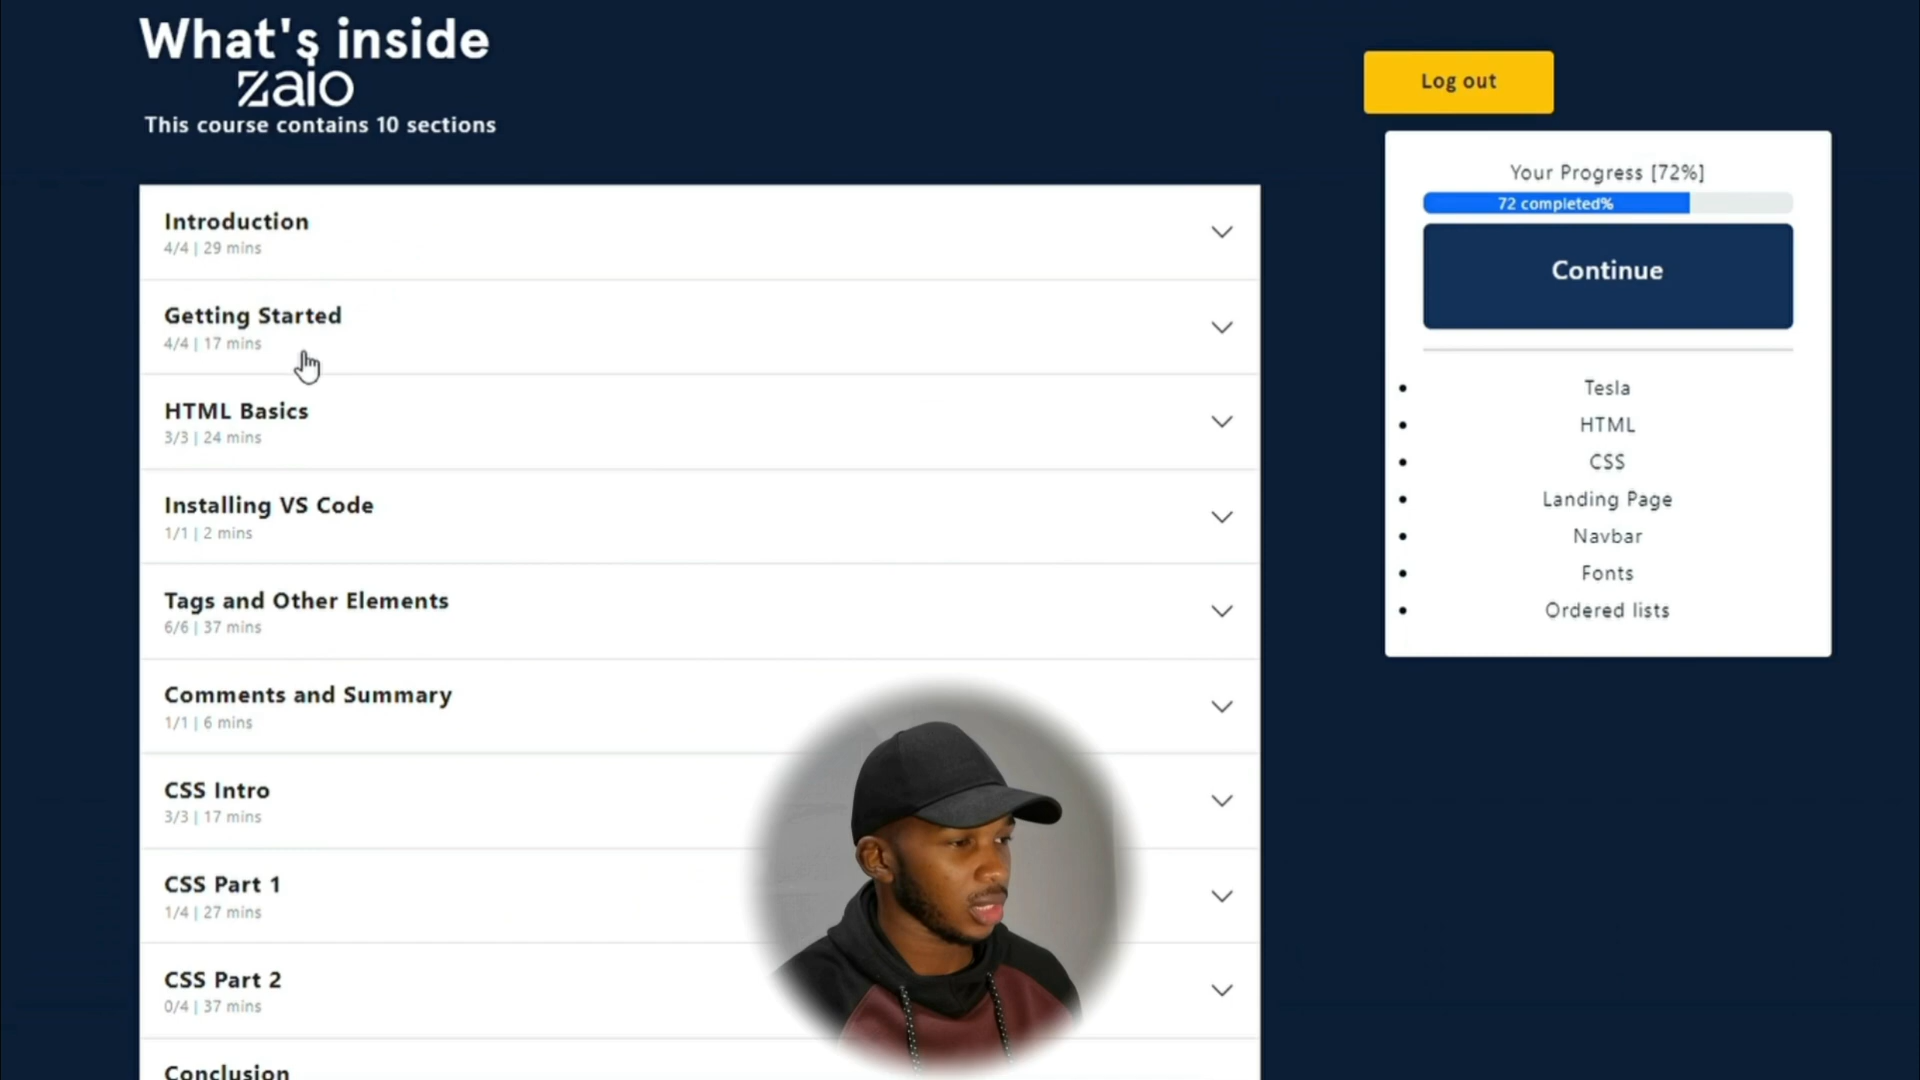 What's inside
zaio
This course contains 10 sections
Log out
Your Progress [72%]
72 completed%
Continue
Tesla
HTML
CSS
Landing Page
Navbar
Fonts
Ordered lists
Introduction
4/4 | 29 mins
Getting Started
4/4 | 17 mins
HTML Basics
3/3 | 24 mins
Installing VS Code
1/1 | 2 mins
Tags and Other Elements
6/6 | 37 mins
Comments and Summary
1/1 | 6 mins
CSS Intro
3/3 | 17 mins
CSS Part 1
1/4 | 27 mins
CSS Part 2
0/4 | 37 mins
Conclusion